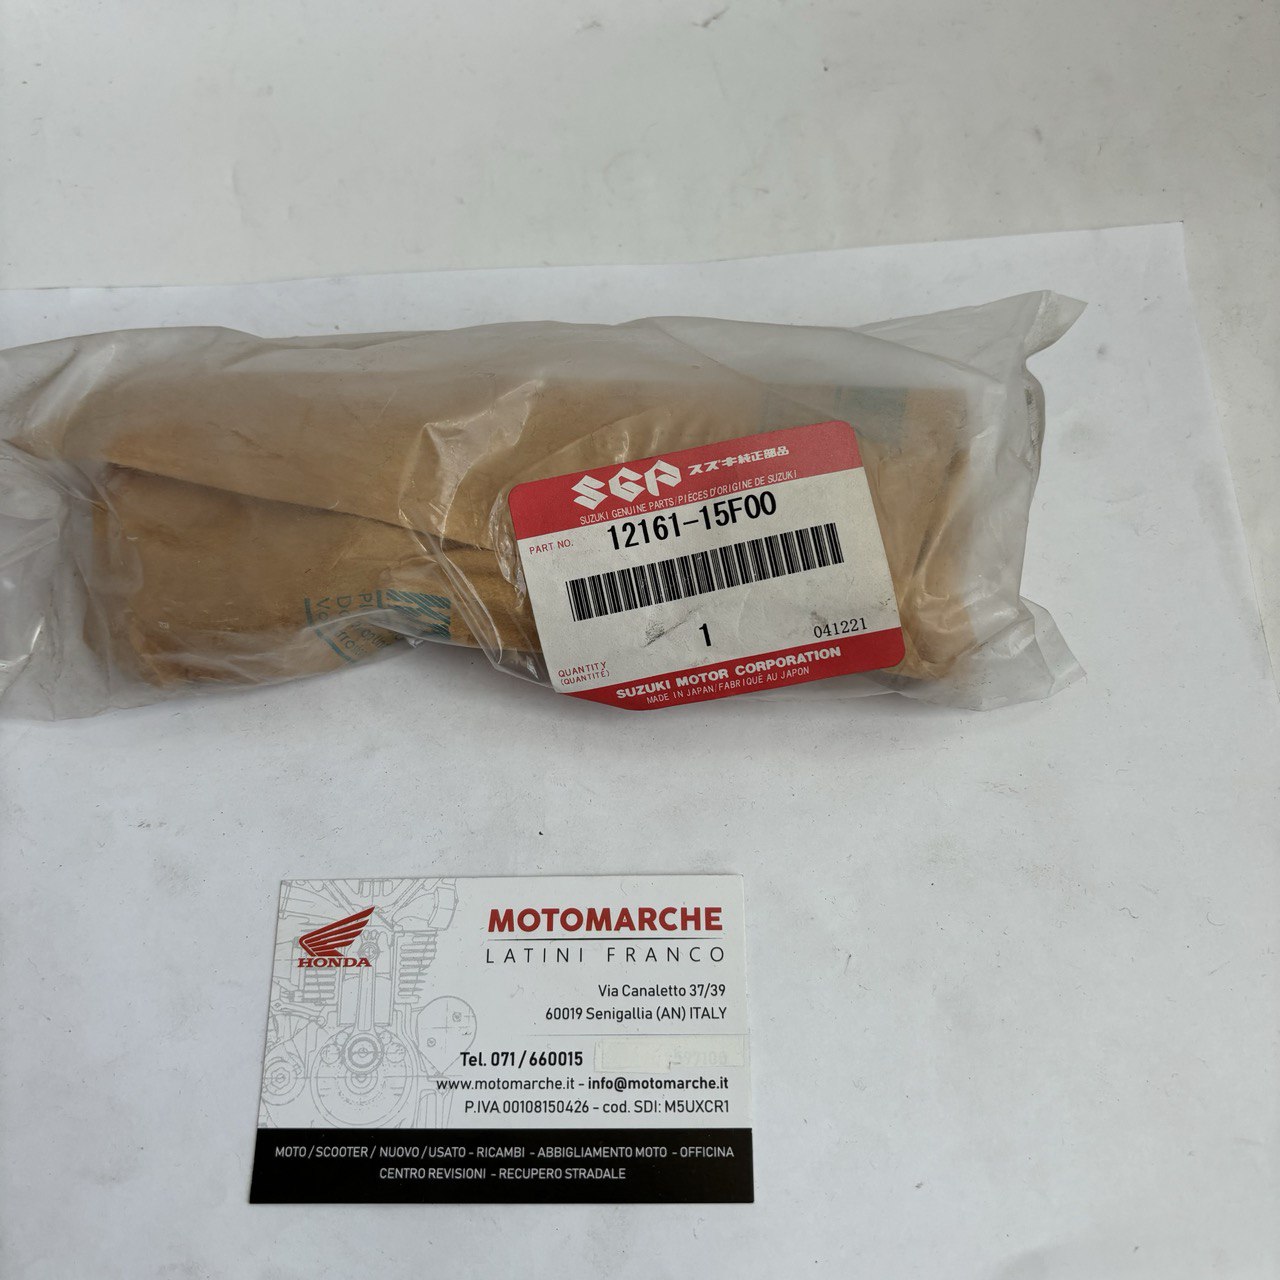 SGP スズキ純正部品
SUZUKI GENUINE PARTS/PIÈCES D'ORIGINE DE SUZUKI
PART NO. 12161-15F00
1
041221
QUANTITY
(QUANTITÉ)
SUZUKI MOTOR CORPORATION
MADE IN JAPAN/FABRIQUÉ AU JAPON
HONDA
MOTOMARCHE
LATINI FRANCO
Via Canaletto 37/39
60019 Senigallia (AN) ITALY
Tel. 071/660015
www.motomarche.it - info@motomarche.it
P.IVA 00108150426 - cod. SDI: M5UXCR1
MOTO/SCOOTER/ NUOVO/USATO - RICAMBI - ABBIGLIAMENTO MOTO - OFFICINA
CENTRO REVISIONI - RECUPERO STRADALE